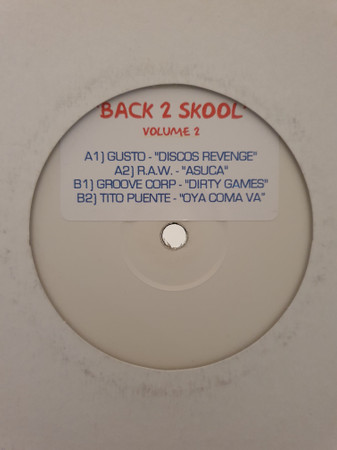 BACK 2 SKOOL
VOLUME 2
A1) GUSTO - "DISCOS REVENGE"
A2) R.A.W. - "ASUCA"
B1) GROOVE CORP - "DIRTY GAMES"
B2) TITO PUENTE - "OYA COMA VA"